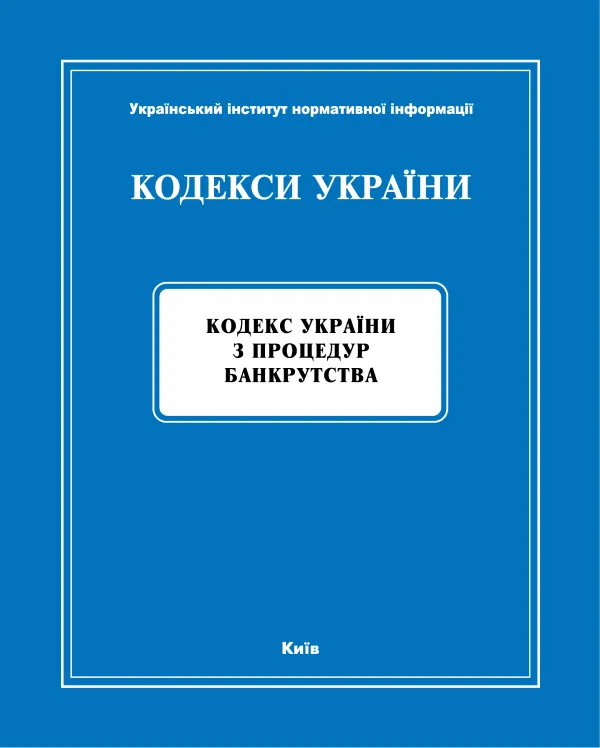 Український інститут нормативної інформації
КОДЕКСИ УКРАЇНИ
КОДЕКС УКРАЇНИ
З ПРОЦЕДУР
БАНКРУТСТВА
Київ